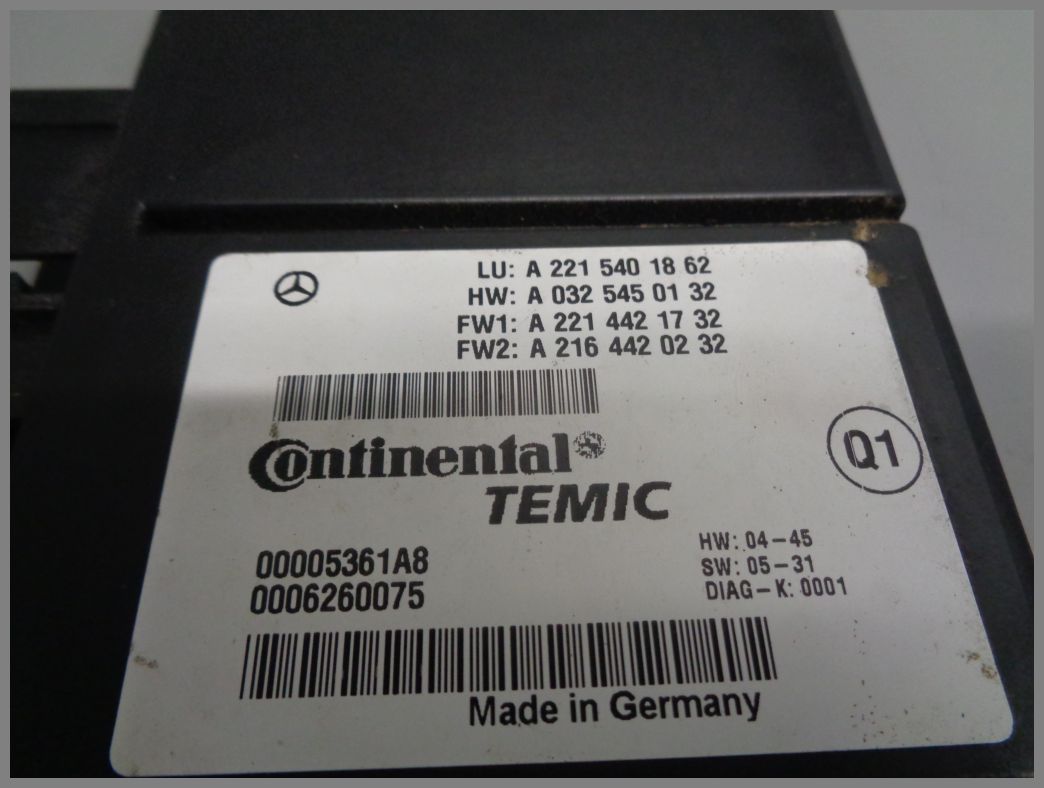 LU: A 221 540 18 62
HW: A 032 545 01 32
FW1: A 221 442 17 32
FW2: A 216 442 02 32
Continental
TEMIC
Q1
00005361A8
0006260075
HW: 04-45
SW: 05-31
DIAG-K: 0001
Made in Germany